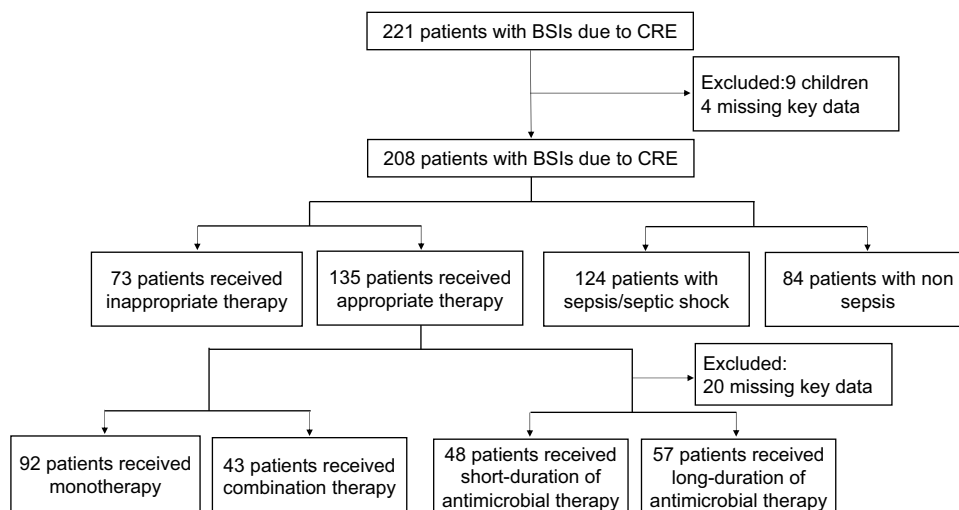 221 patients with BSIs due to CRE
Excluded:9 children
4 missing key data
208 patients with BSIs due to CRE
73 patients received
inappropriate therapy
135 patients received
appropriate therapy
124 patients with
sepsis/septic shock
84 patients with non
sepsis
Excluded:
20 missing key data
92 patients received
monotherapy
43 patients received
combination therapy
48 patients received
short-duration of
antimicrobial therapy
57 patients received
long-duration of
antimicrobial therapy